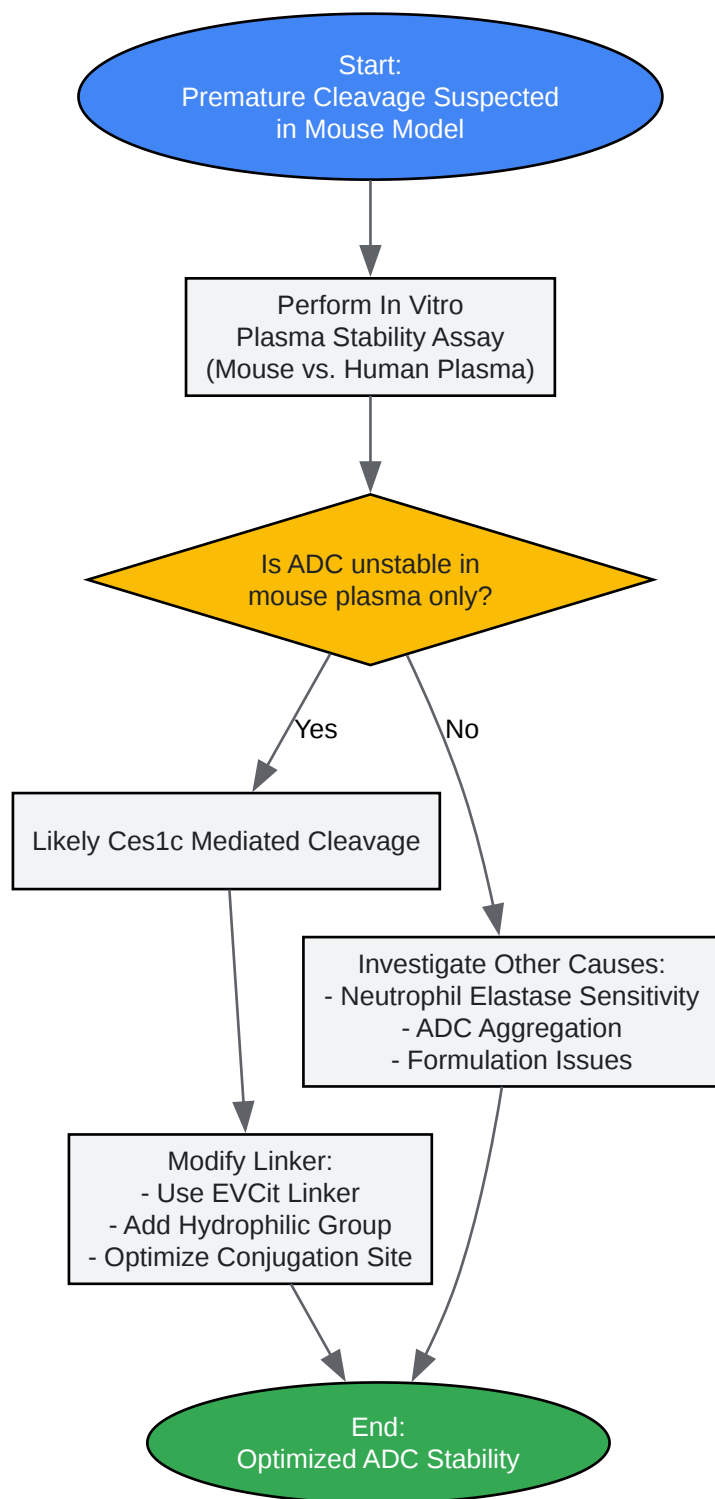 Start:
Premature Cleavage Suspected
in Mouse Model
Perform In Vitro
Plasma Stability Assay
(Mouse vs. Human Plasma)
Is ADC unstable in
mouse plasma only?
Yes
No
Likely Ces1c Mediated Cleavage
Investigate Other Causes:
- Neutrophil Elastase Sensitivity
- ADC Aggregation
- Formulation Issues
Modify Linker:
- Use EVCit Linker
- Add Hydrophilic Group
- Optimize Conjugation Site
End:
Optimized ADC Stability